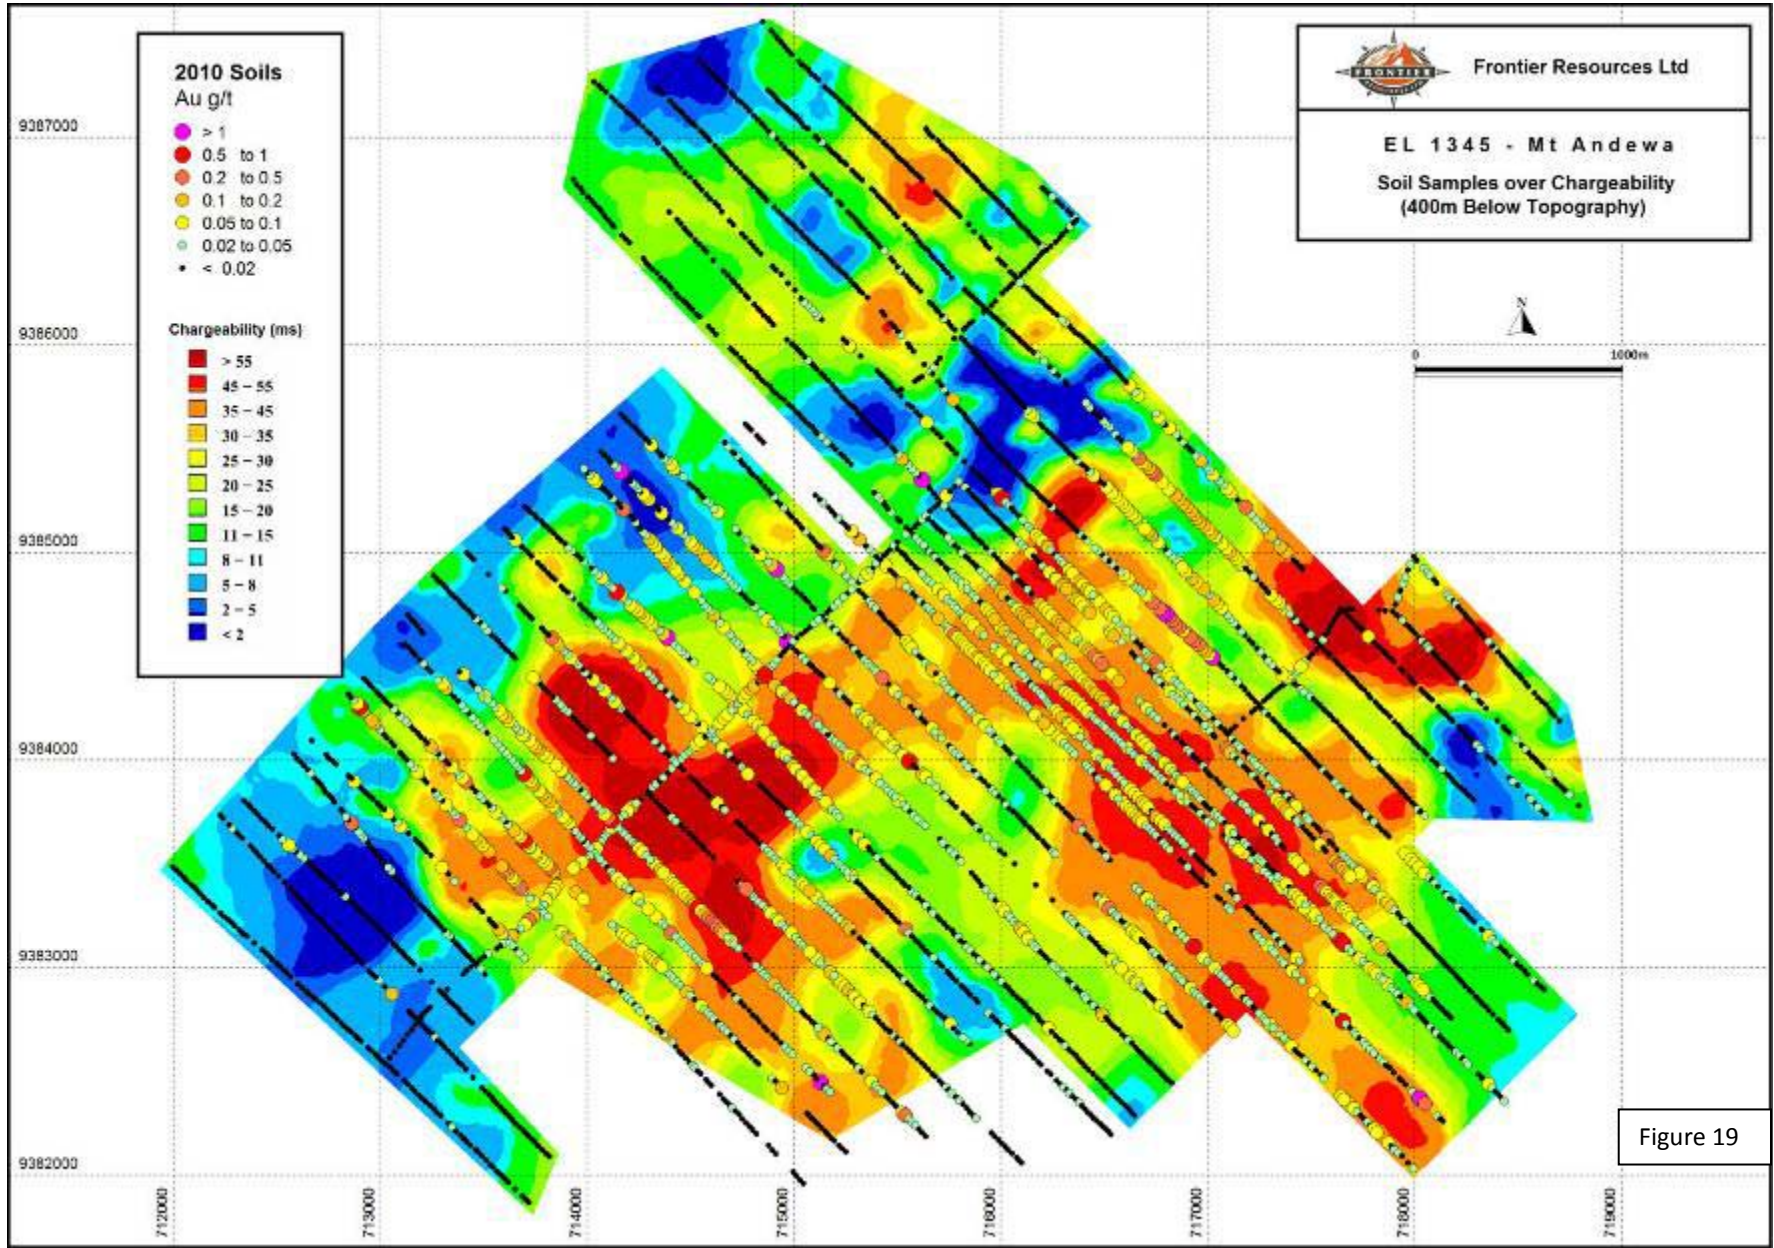 2010 Soils
Au g/t
> 1
0.5 to 1
0.2 to 0.5
0.1 to 0.2
0.05 to 0.1
0.02 to 0.05
< 0.02
Chargeability (ms)
> 55
45 – 55
35 – 45
30 – 35
25 – 30
20 – 25
15 – 20
11 – 15
8 – 11
5 – 8
2 – 5
< 2
FRONTIER
Frontier Resources Ltd
EL 1345 - Mt Andewa
Soil Samples over Chargeability
(400m Below Topography)
N
0 1000m
9387000
9386000
9385000
9384000
9383000
9382000
712000
713000
714000
715000
716000
717000
718000
719000
Figure 19